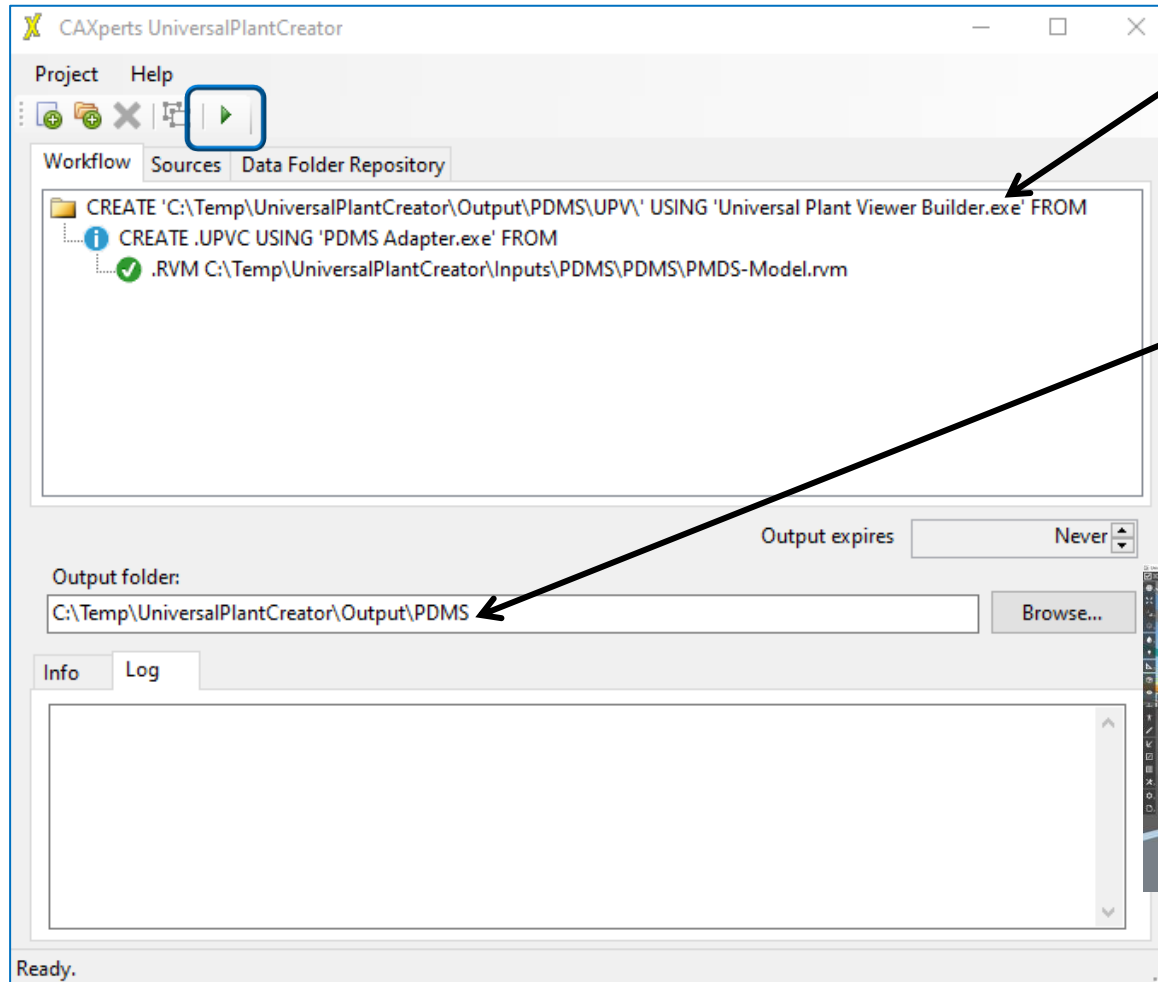 CAXperts UniversalPlantCreator
Project Help
Workflow Sources Data Folder Repository
CREATE 'C:\Temp\UniversalPlantCreator\Output\PDMS\UPV\' USING 'Universal Plant Viewer Builder.exe' FROM
CREATE .UPVC USING 'PDMS Adapter.exe' FROM
.RVM C:\Temp\UniversalPlantCreator\Inputs\PDMS\PDMS\PMDS-Model.rvm
Output expires Never
Output folder:
C:\Temp\UniversalPlantCreator\Output\PDMS Browse...
Info Log
Ready.